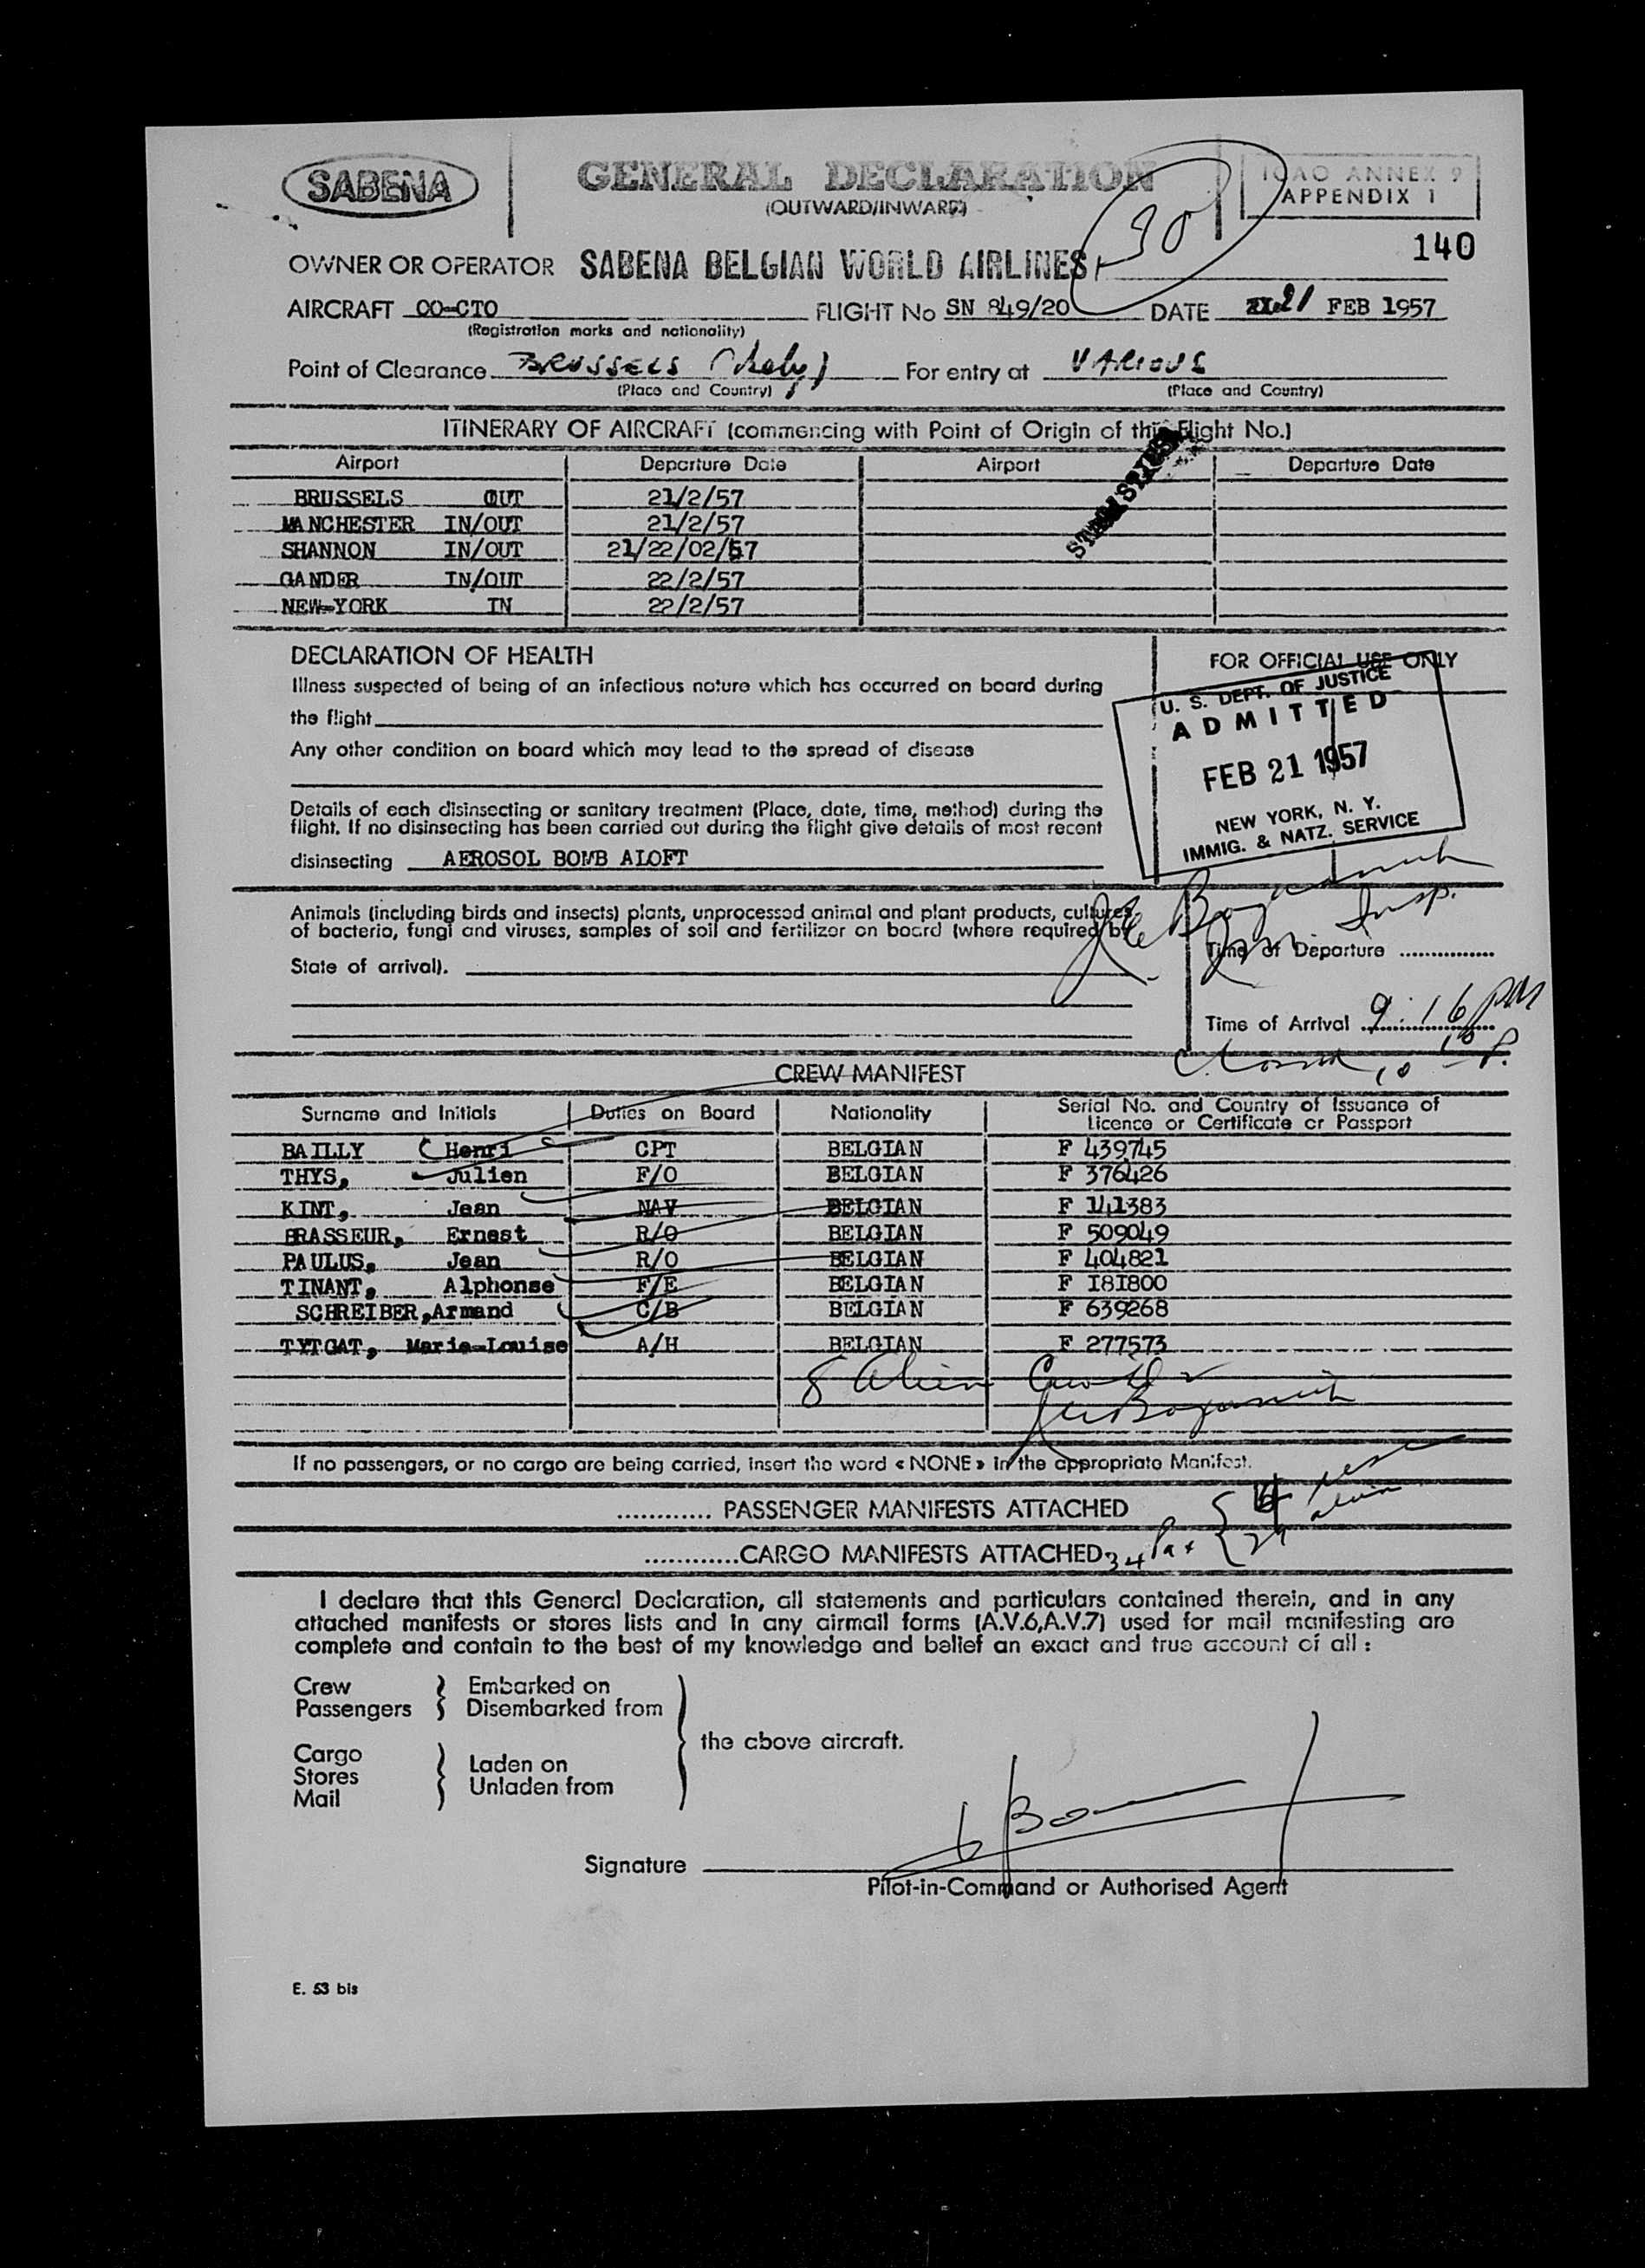 SABENA
GENERAL DECLARATION
(OUTWARD/INWARD)
ICAO ANNEX 9
APPENDIX 1
30
140
OWNER OR OPERATOR SABENA BELGIAN WORLD AIRLINES
AIRCRAFT OO-CTO FLIGHT No SN 849/20 DATE 21 FEB 1957
(Registration marks and nationality)
Point of Clearance BRUSSELS For entry at VARIOUS
(Place and Country) (Place and Country)
ITINERARY OF AIRCRAFT (commencing with Point of Origin of this Flight No.)
Airport Departure Date Airport Departure Date
BRUSSELS OUT 21/2/57
MANCHESTER IN/OUT 21/2/57
SHANNON IN/OUT 21/22/02/57
GANDER IN/OUT 22/2/57
NEW-YORK IN 22/2/57
DECLARATION OF HEALTH
FOR OFFICIAL USE ONLY
Illness suspected of being of an infectious nature which has occurred on board during
the flight
Any other condition on board which may lead to the spread of disease
U. S. DEPT. OF JUSTICE
ADMITTED
FEB 21 1957
NEW YORK, N. Y.
IMMIG. & NATZ. SERVICE
Details of each disinsecting or sanitary treatment (Place, date, time, method) during the
flight. If no disinsecting has been carried out during the flight give details of most recent
disinsecting AEROSOL BOMB ALOFT
Insp.
Animals (including birds and insects) plants, unprocessed animal and plant products, cultures
of bacteria, fungi and viruses, samples of soil and fertilizer on board (where required by
State of arrival).
Time of Departure
Time of Arrival 9:16 PM
CREW MANIFEST
Surname and Initials Duties on Board Nationality Serial No. and Country of Issuance of
Licence or Certificate or Passport
BAILLY Henri CPT BELGIAN F 439745
THYS, Julien F/O BELGIAN F 376426
KINT, Jean NAV BELGIAN F 141383
BRASSEUR, Ernest R/O BELGIAN F 509049
PAULUS, Jean R/O BELGIAN F 404821
TINANT, Alphonse F/E BELGIAN F I8I800
SCHREIBER,Armand C/B BELGIAN F 639268
TYTGAT, Marie-Louise A/H BELGIAN F 277573
8 Alien Crew
If no passengers, or no cargo are being carried, insert the word « NONE » in the appropriate Manifest.
............ PASSENGER MANIFESTS ATTACHED
............CARGO MANIFESTS ATTACHED
34 Pax
29 alien
I declare that this General Declaration, all statements and particulars contained therein, and in any
attached manifests or stores lists and in any airmail forms (A.V.6,A.V.7) used for mail manifesting are
complete and contain to the best of my knowledge and belief an exact and true account of all :
Crew Embarked on
Passengers Disembarked from
the above aircraft.
Cargo
Stores Laden on
Mail Unladen from
Signature
Pilot-in-Command or Authorised Agent
E. 53 bis